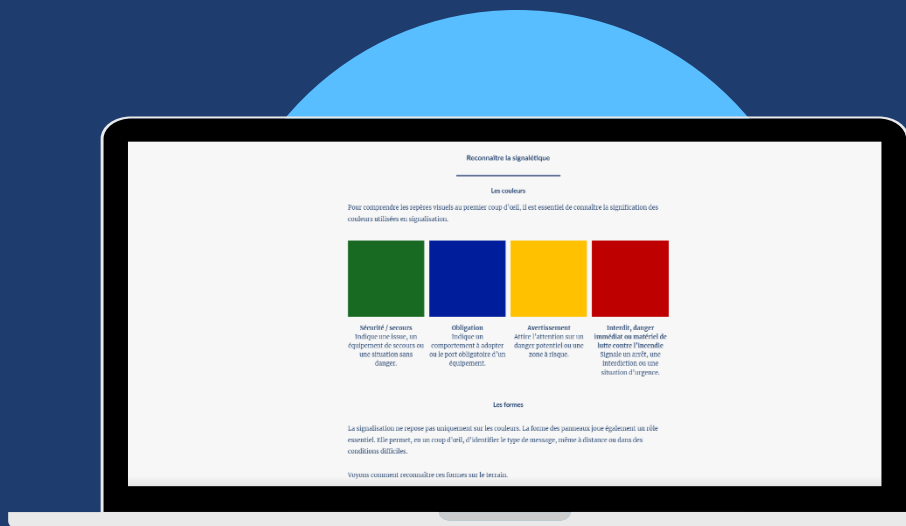 Reconnaître la signalétique
Les couleurs
Pour comprendre les repères visuels au premier coup d'œil, il est essentiel de connaître la signification des
couleurs utilisées en signalisation.
Sécurité / secours
Indique une issue, un
équipement de secours ou
une situation sans
danger.
Obligation
Indique un
comportement à adopter
ou le port obligatoire d'un
équipement.
Avertissement
Attire l'attention sur un
danger potentiel ou une
zone à risque.
Interdit, danger
immédiat ou matériel de
lutte contre l'incendie
Signale un arrêt, une
interdiction ou une
situation d'urgence.
Les formes
La signalisation ne repose pas uniquement sur les couleurs. La forme des panneaux joue également un rôle
essentiel. Elle permet, en un coup d'œil, d'identifier le type de message, même à distance ou dans des
conditions difficiles.
Voyons comment reconnaître ces formes sur le terrain.